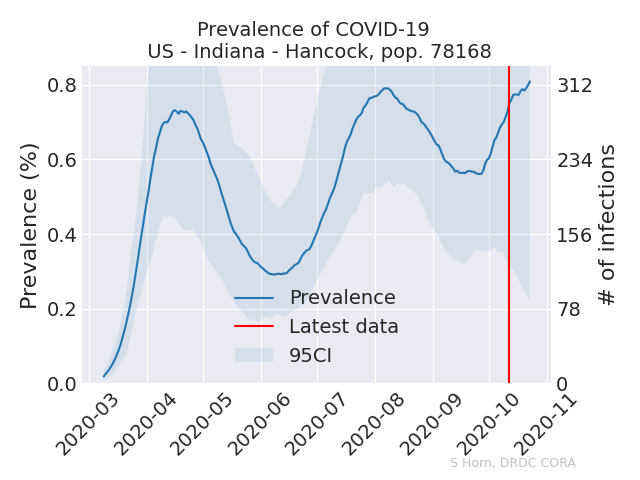 Prevalence of COVID-19
US - Indiana - Hancock, pop. 78168
Prevalence (%)
0.8
0.6
0.4
0.2
0.0
312
234
156
78
0
# of infections
Prevalence
Latest data
95CI
2020-03
2020-04
2020-05
2020-06
2020-07
2020-08
2020-09
2020-10
2020-11
S Horn, DRDC CORA